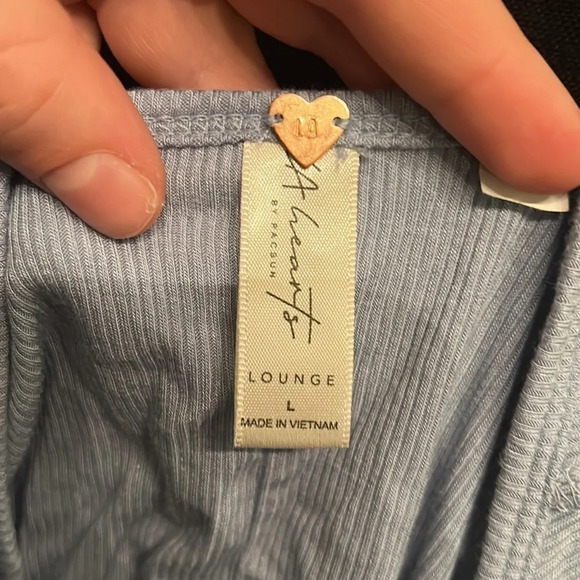 LA hearts
BY PACSUN
LOUNGE
L
MADE IN VIETNAM